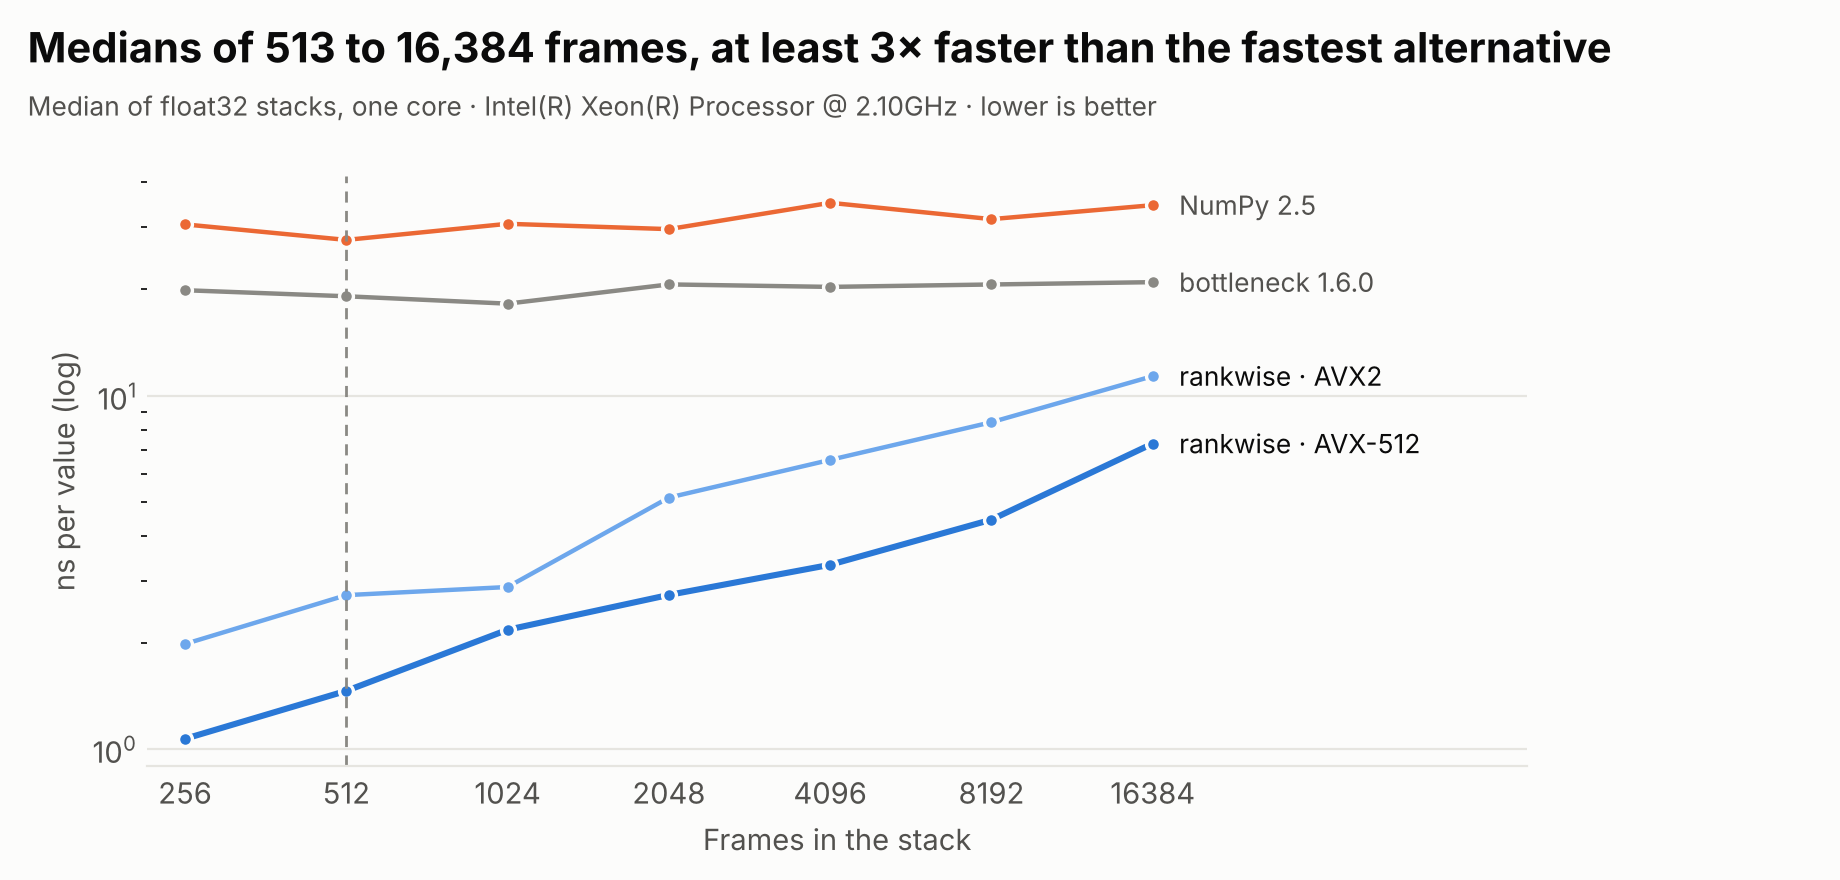 Medians of 513 to 16,384 frames, at least 3× faster than the fastest alternative
Median of float32 stacks, one core · Intel(R) Xeon(R) Processor @ 2.10GHz · lower is better
NumPy 2.5
bottleneck 1.6.0
rankwise · AVX2
rankwise · AVX-512
ns per value (log)
10¹
10⁰
256 512 1024 2048 4096 8192 16384
Frames in the stack